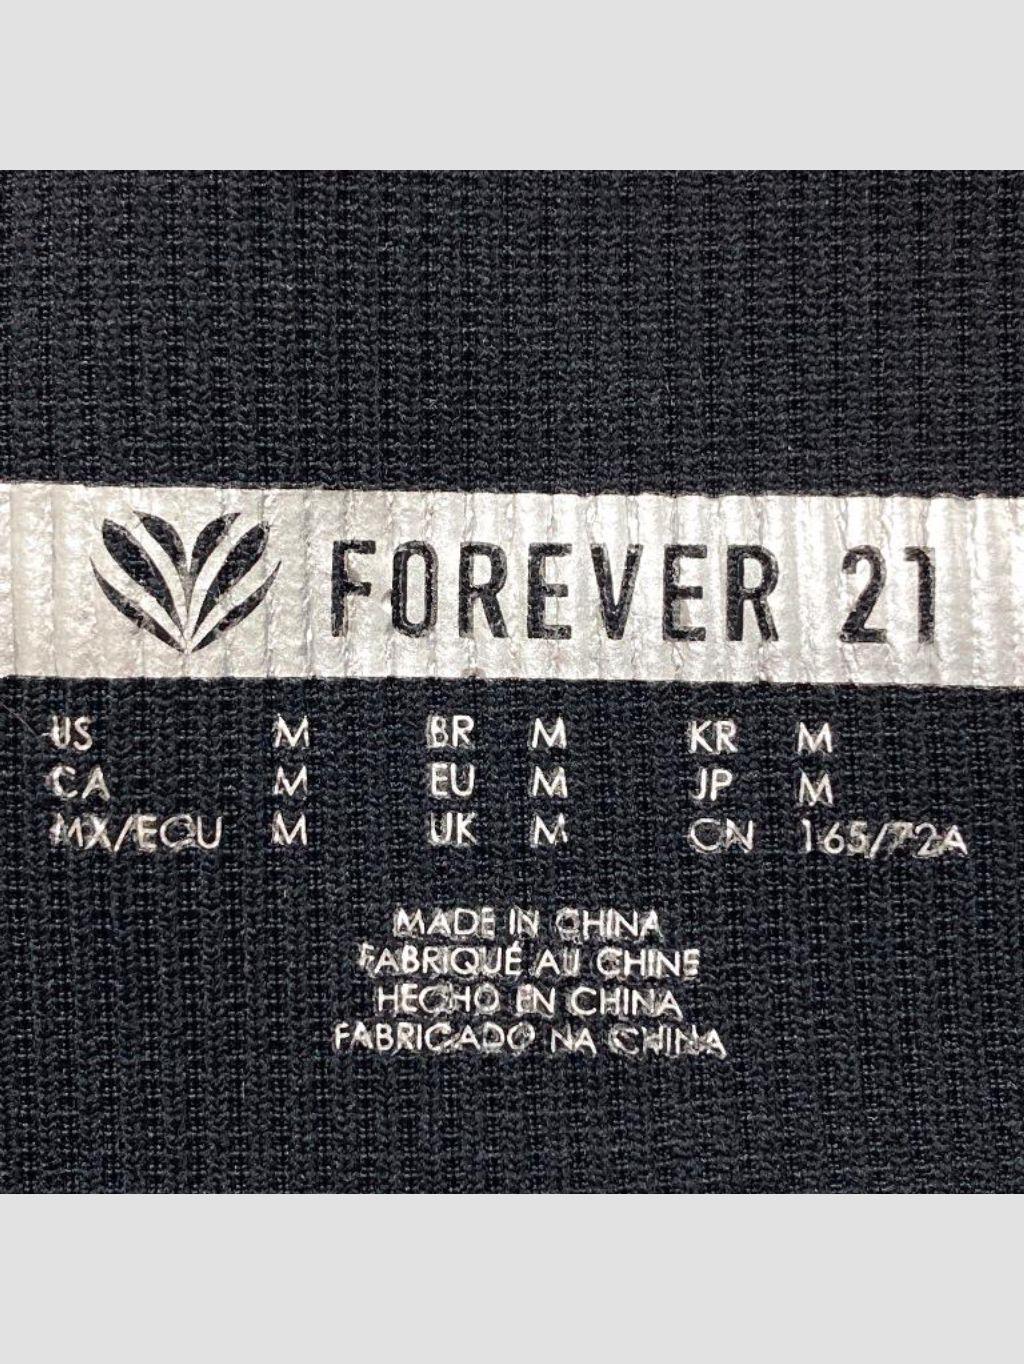 FOREVER 21
US M BR M KR M
CA M EU M JP M
MX/EQU M UK M CN 165/72A
MADE IN CHINA
FABRIQUÉ AU CHINE
HECHO EN CHINA
FABRICADO NA CHINA